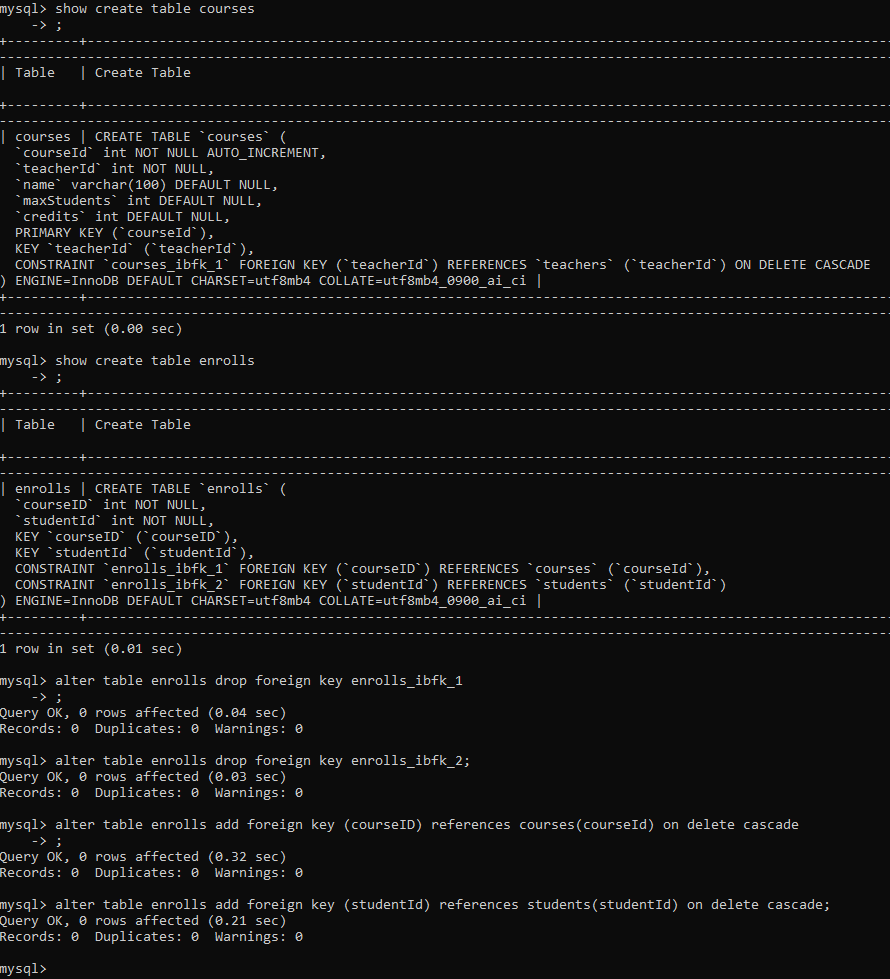 mysql> show create table courses
    -> ;
+---------+------------------------------------------------------------------------------------------------------
---------------------------------------------------------------------------------------------------------------
| Table   | Create Table

+---------+------------------------------------------------------------------------------------------------------
---------------------------------------------------------------------------------------------------------------
| courses | CREATE TABLE `courses` (
  `courseId` int NOT NULL AUTO_INCREMENT,
  `teacherId` int NOT NULL,
  `name` varchar(100) DEFAULT NULL,
  `maxStudents` int DEFAULT NULL,
  `credits` int DEFAULT NULL,
  PRIMARY KEY (`courseId`),
  KEY `teacherId` (`teacherId`),
  CONSTRAINT `courses_ibfk_1` FOREIGN KEY (`teacherId`) REFERENCES `teachers` (`teacherId`) ON DELETE CASCADE
) ENGINE=InnoDB DEFAULT CHARSET=utf8mb4 COLLATE=utf8mb4_0900_ai_ci |
+---------+------------------------------------------------------------------------------------------------------
---------------------------------------------------------------------------------------------------------------
1 row in set (0.00 sec)

mysql> show create table enrolls
    -> ;
+---------+------------------------------------------------------------------------------------------------------
---------------------------------------------------------------------------------------------------------------
| Table   | Create Table

+---------+------------------------------------------------------------------------------------------------------
---------------------------------------------------------------------------------------------------------------
| enrolls | CREATE TABLE `enrolls` (
  `courseID` int NOT NULL,
  `studentId` int NOT NULL,
  KEY `courseID` (`courseID`),
  KEY `studentId` (`studentId`),
  CONSTRAINT `enrolls_ibfk_1` FOREIGN KEY (`courseID`) REFERENCES `courses` (`courseId`),
  CONSTRAINT `enrolls_ibfk_2` FOREIGN KEY (`studentId`) REFERENCES `students` (`studentId`)
) ENGINE=InnoDB DEFAULT CHARSET=utf8mb4 COLLATE=utf8mb4_0900_ai_ci |
+---------+------------------------------------------------------------------------------------------------------
---------------------------------------------------------------------------------------------------------------
1 row in set (0.01 sec)

mysql> alter table enrolls drop foreign key enrolls_ibfk_1
    -> ;
Query OK, 0 rows affected (0.04 sec)
Records: 0  Duplicates: 0  Warnings: 0

mysql> alter table enrolls drop foreign key enrolls_ibfk_2;
Query OK, 0 rows affected (0.03 sec)
Records: 0  Duplicates: 0  Warnings: 0

mysql> alter table enrolls add foreign key (courseID) references courses(courseId) on delete cascade
    -> ;
Query OK, 0 rows affected (0.32 sec)
Records: 0  Duplicates: 0  Warnings: 0

mysql> alter table enrolls add foreign key (studentId) references students(studentId) on delete cascade;
Query OK, 0 rows affected (0.21 sec)
Records: 0  Duplicates: 0  Warnings: 0

mysql>